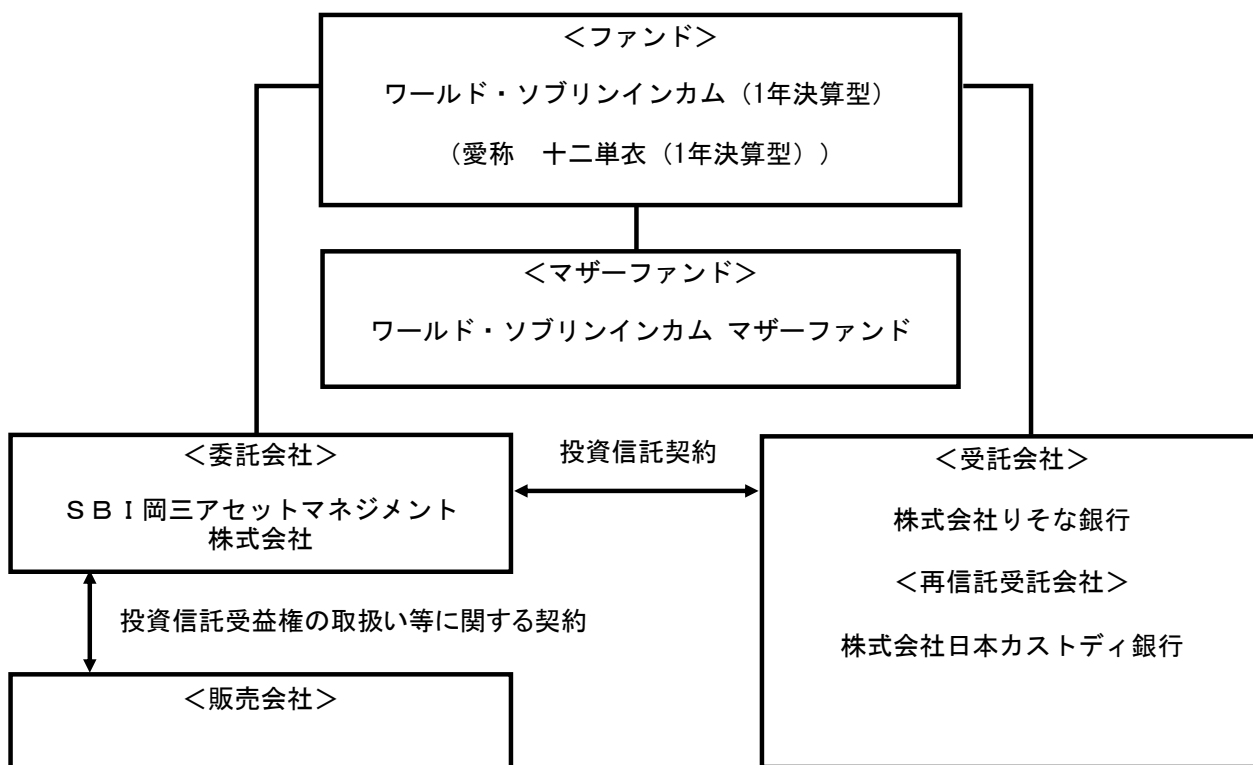 ＜ファンド＞
ワールド・ソブリンインカム（1年決算型）
（愛称　十二単衣（1年決算型））
＜マザーファンド＞
ワールド・ソブリンインカム マザーファンド
＜委託会社＞
ＳＢＩ岡三アセットマネジメント
株式会社
投資信託契約
＜受託会社＞
株式会社りそな銀行
＜再信託受託会社＞
株式会社日本カストディ銀行
投資信託受益権の取扱い等に関する契約
＜販売会社＞